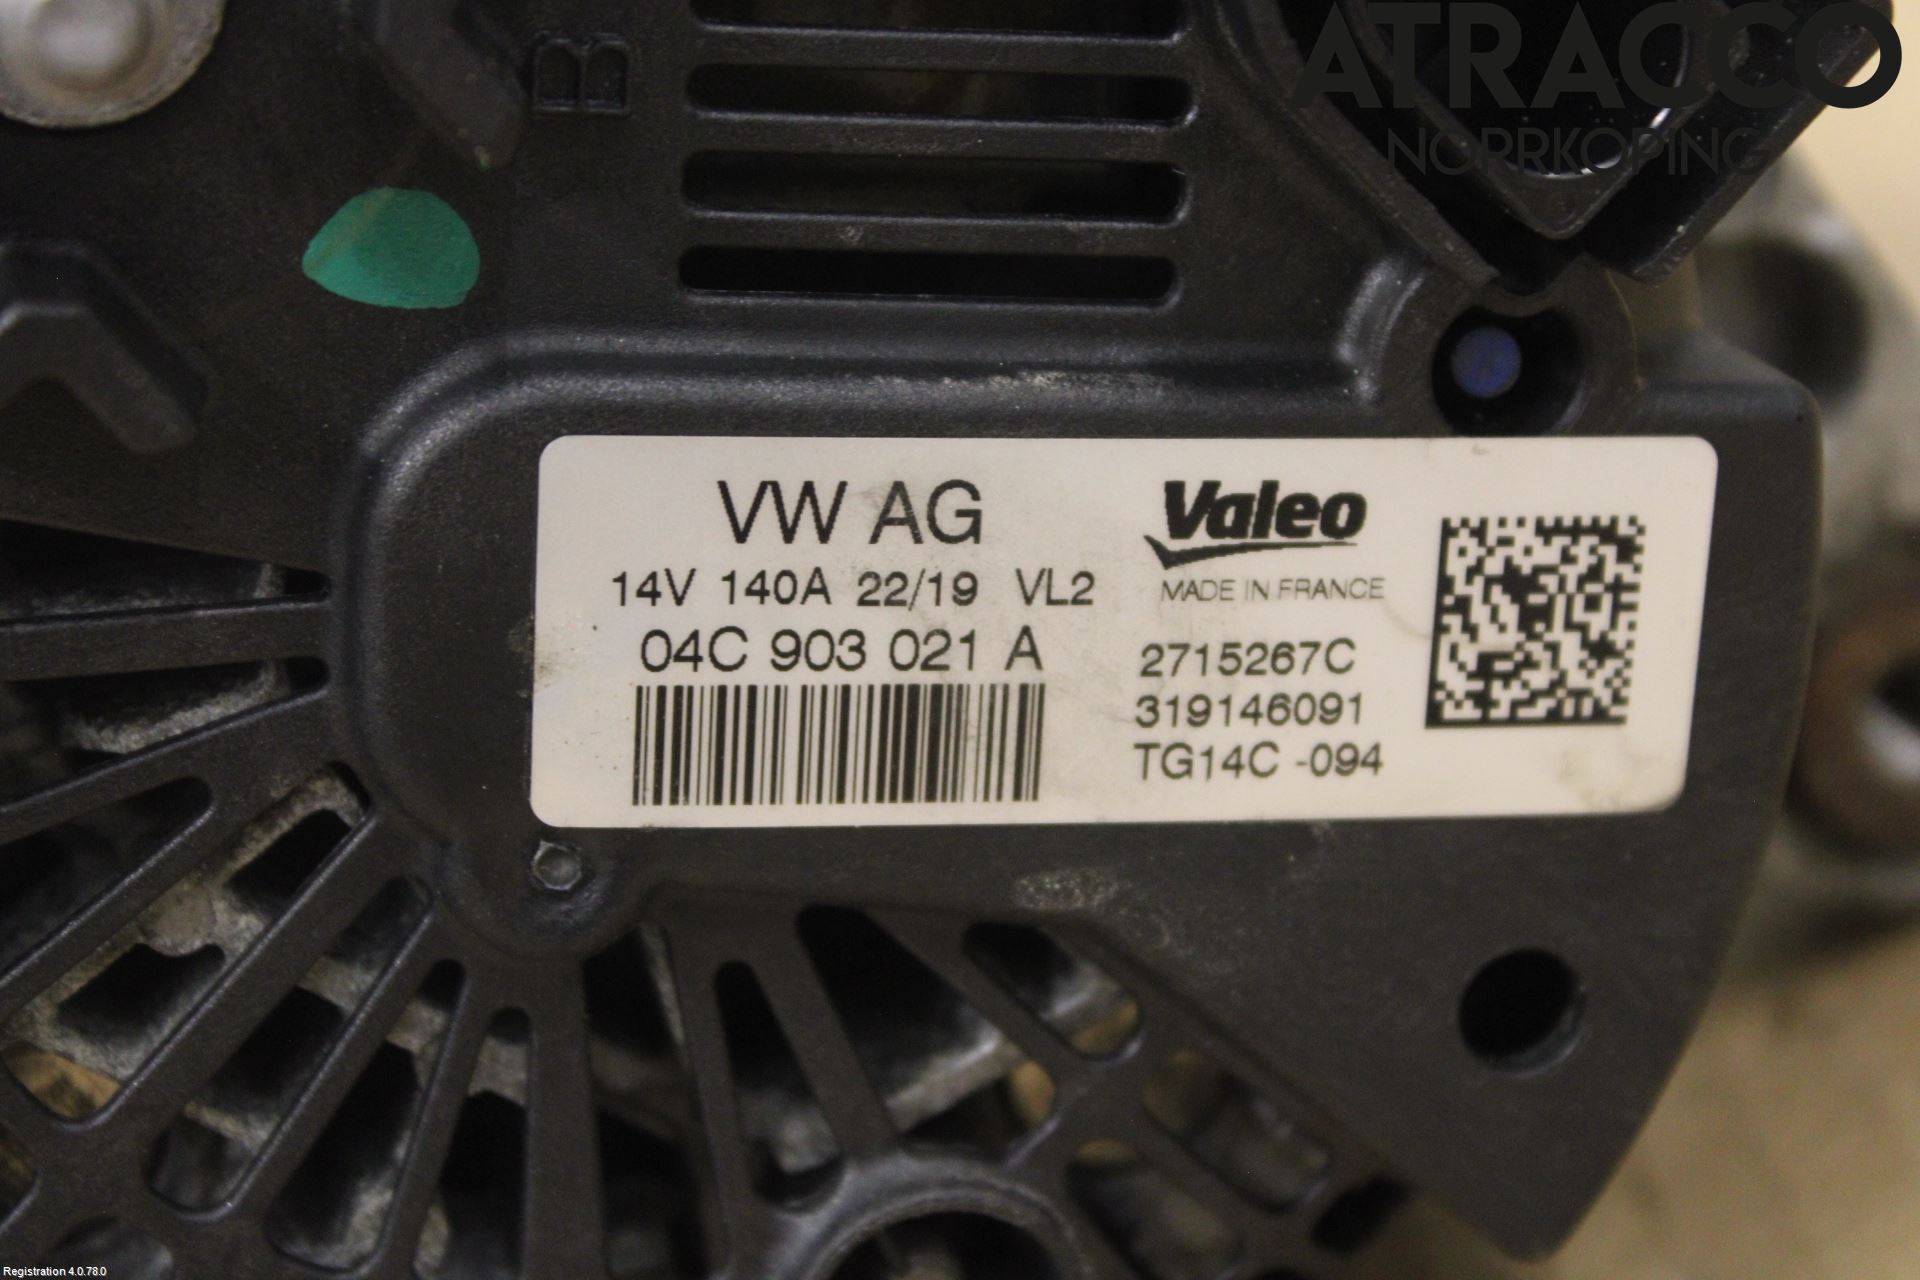 ATRACCO
NORRKÖPING
B
VW AG
14V 140A 22/19 VL2
04C 903 021 A
Valeo
MADE IN FRANCE
2715267C
319146091
TG14C -094
Registration 4.0.78.0